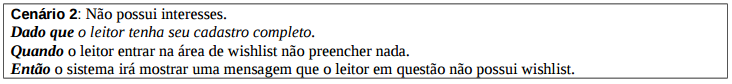 Cenário 2: Não possui interesses.
Dado que o leitor tenha seu cadastro completo.
Quando o leitor entrar na área de wishlist não preencher nada.
Então o sistema irá mostrar uma mensagem que o leitor em questão não possui wishlist.